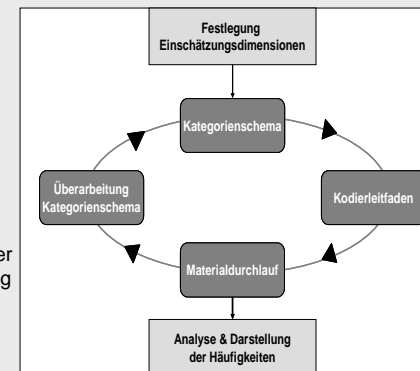 Festlegung
Einschätzungsdimensionen
Kategorienschema
Überarbeitung
Kategorienschema
Kodierleitfaden
er
g
Materialdurchlauf
Analyse & Darstellung
der Häufigkeiten